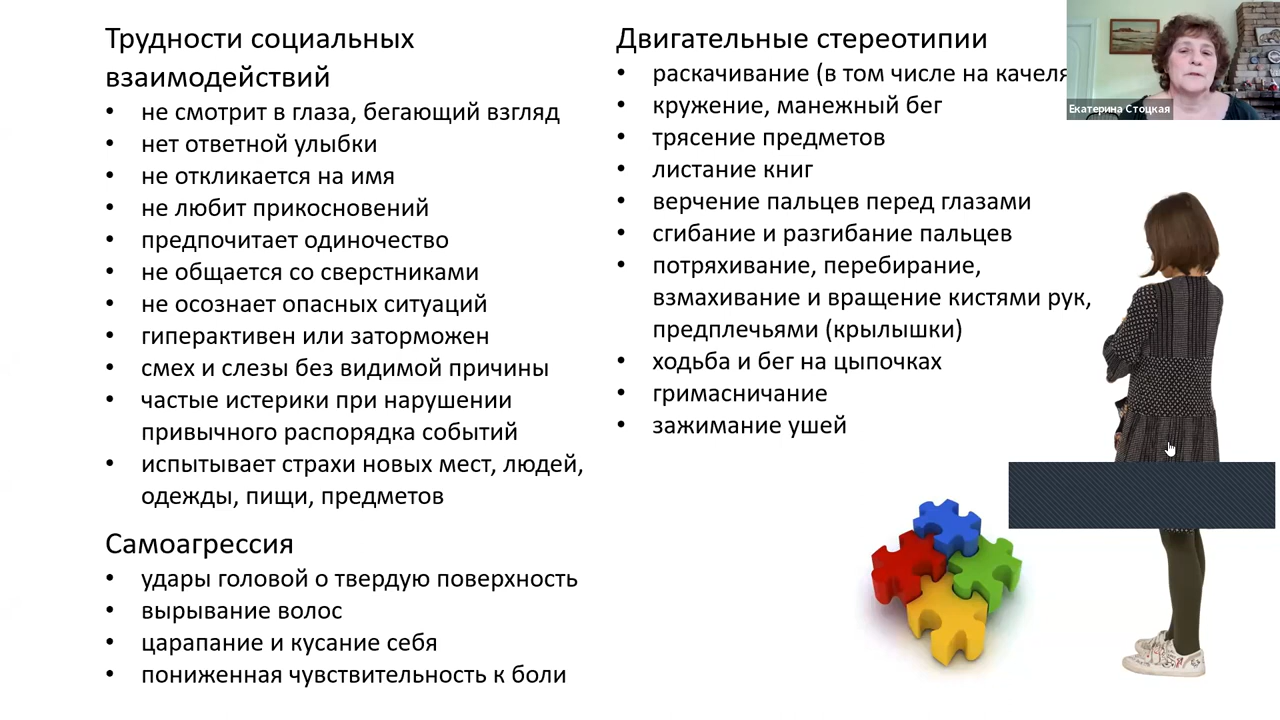 Трудности социальных
взаимодействий
• не смотрит в глаза, бегающий взгляд
• нет ответной улыбки
• не откликается на имя
• не любит прикосновений
• предпочитает одиночество
• не общается со сверстниками
• не осознает опасных ситуаций
• гиперактивен или заторможен
• смех и слезы без видимой причины
• частые истерики при нарушении
привычного распорядка событий
• испытывает страхи новых мест, людей,
одежды, пищи, предметов
Самоагрессия
• удары головой о твердую поверхность
• вырывание волос
• царапание и кусание себя
• пониженная чувствительность к боли
Двигательные стереотипии
• раскачивание (в том числе на качеля
• кружение, манежный бег
• трясение предметов
• листание книг
• верчение пальцев перед глазами
• сгибание и разгибание пальцев
• потряхивание, перебирание,
взмахивание и вращение кистями рук,
предплечьями (крылышки)
• ходьба и бег на цыпочках
• гримасничание
• зажимание ушей
Екатерина Стоцкая